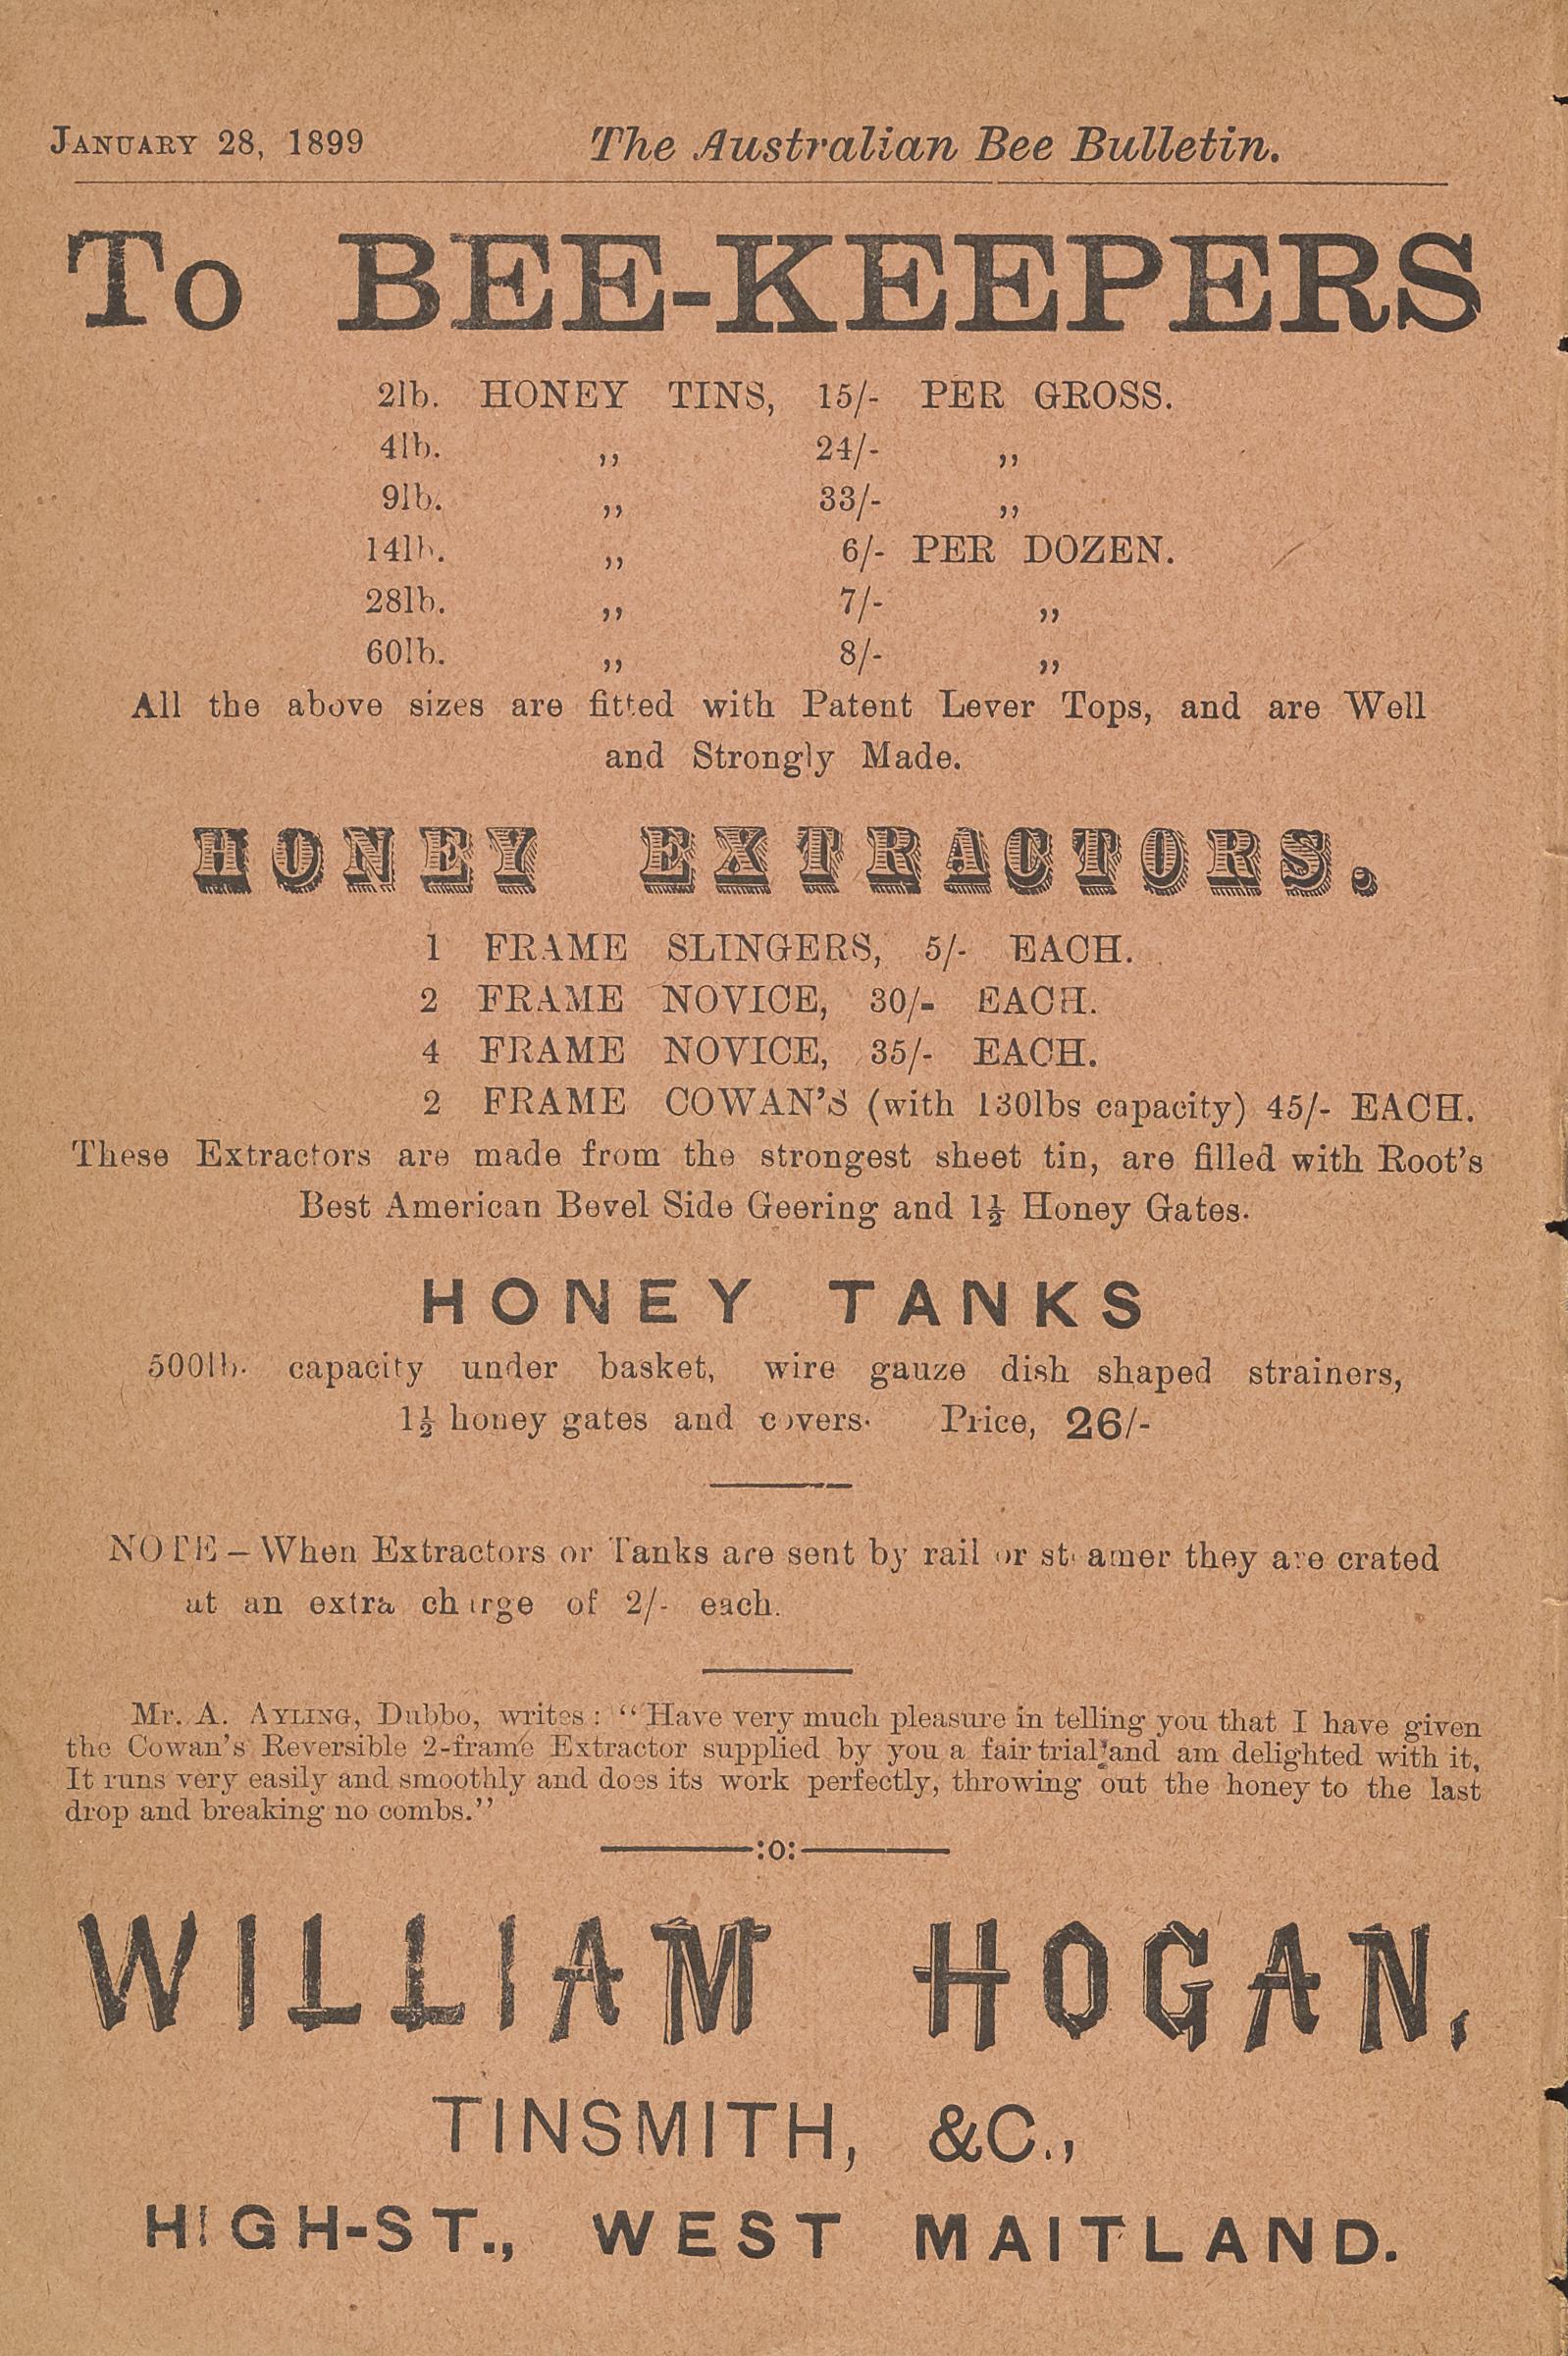 JANUARY 28, 1899 The Australian Bee Bulletin.
To BEE-KEEPERS
2lb. HONEY TINS, 15/- PER GROSS.
4lb. ,, 24/- ,,
9lb. ,, 33/- ,,
14lb. ,, 6/- PER DOZEN.
28lb. ,, 7/- ,,
60lb. ,, 8/- ,,
All the above sizes are fitted with Patent Lever Tops, and are Well
and Strongly Made.
HONEY EXTRACTORS.
1 FRAME SLINGERS, 5/- EACH.
2 FRAME NOVICE, 30/- EACH.
4 FRAME NOVICE, 35/- EACH.
2 FRAME COWAN'S (with 130lbs capacity) 45/- EACH.
These Extractors are made from the strongest sheet tin, are filled with Root's
Best American Bevel Side Geering and 1½ Honey Gates.
HONEY TANKS
500lb. capacity under basket, wire gauze dish shaped strainers,
1½ honey gates and covers. Price, 26/-
NOTE – When Extractors or Tanks are sent by rail or steamer they are crated
at an extra charge of 2/- each.
Mr. A. AYLING, Dubbo, writes: "Have very much pleasure in telling you that I have given
the Cowan's Reversible 2-frame Extractor supplied by you a fair trial and am delighted with it,
It runs very easily and smoothly and does its work perfectly, throwing out the honey to the last
drop and breaking no combs."
:o:
WILLIAM HOGAN,
TINSMITH, &C.,
HIGH-ST., WEST MAITLAND.